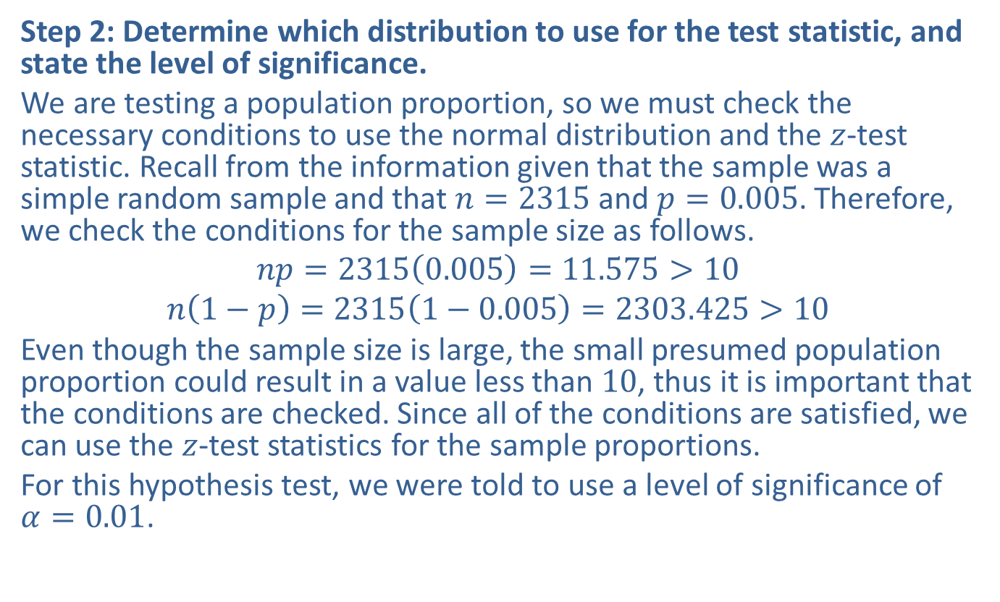 Step 2: Determine which distribution to use for the test statistic, and
state the level of significance.
We are testing a population proportion, so we must check the
necessary conditions to use the normal distribution and the z-test
statistic. Recall from the information given that the sample was a
simple random sample and that n = 2315 and p = 0.005. Therefore,
we check the conditions for the sample size as follows.
np = 2315(0.005) = 11.575 > 10
n(1 − p) = 2315(1 − 0.005) = 2303.425 > 10
Even though the sample size is large, the small presumed population
proportion could result in a value less than 10, thus it is important that
the conditions are checked. Since all of the conditions are satisfied, we
can use the z-test statistics for the sample proportions.
For this hypothesis test, we were told to use a level of significance of
α = 0.01.